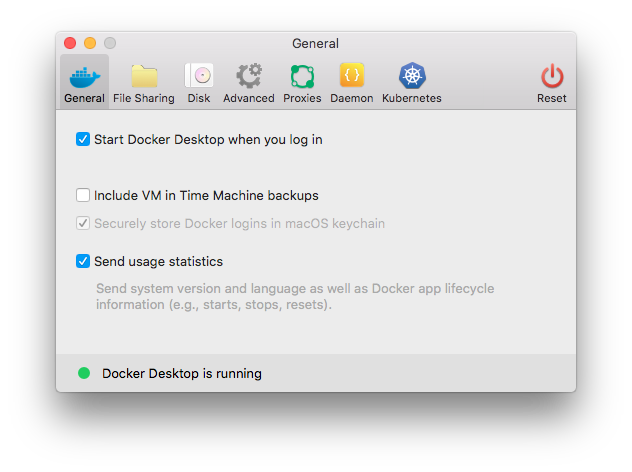 General
General File Sharing Disk Advanced Proxies Daemon Kubernetes Reset
Start Docker Desktop when you log in
Include VM in Time Machine backups
Securely store Docker logins in macOS keychain
Send usage statistics
Send system version and language as well as Docker app lifecycle
information (e.g., starts, stops, resets).
Docker Desktop is running